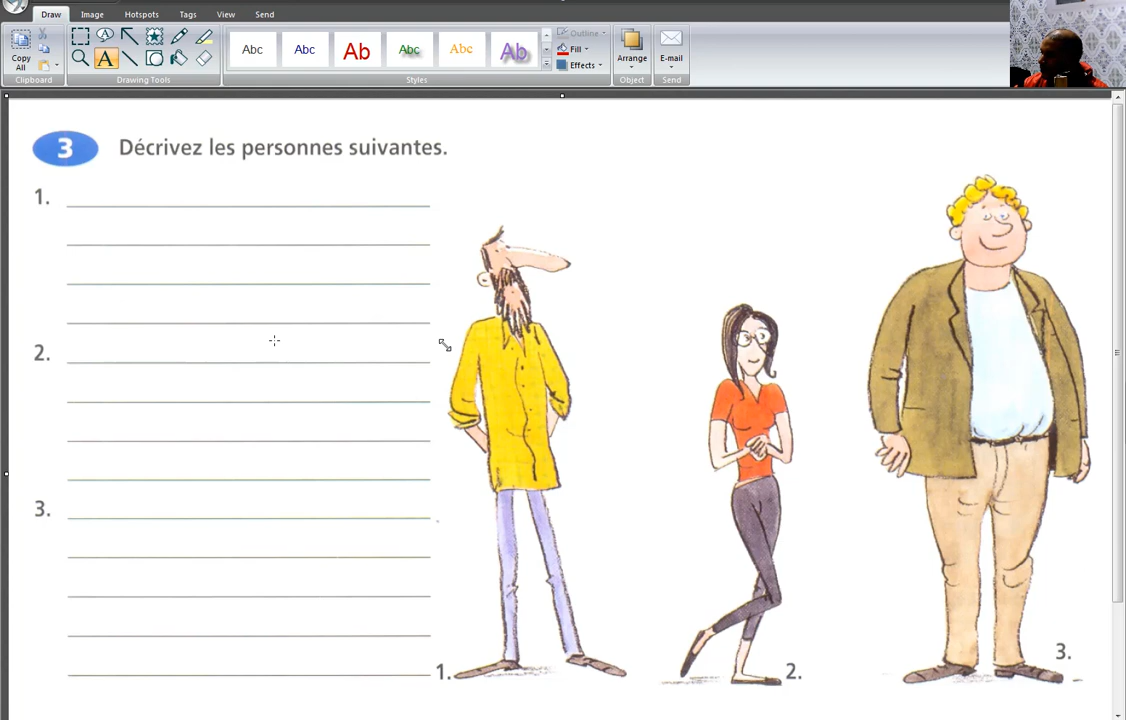 Draw Image Hotspots Tags View Send
Copy All
Abc Abc Ab Abc Abc Ab
Outline
Fill
Effects
Arrange
E-mail
Clipboard Drawing Tools Styles Object Send
A
3 Décrivez les personnes suivantes.
1.
2.
3.
1.
2.
3.